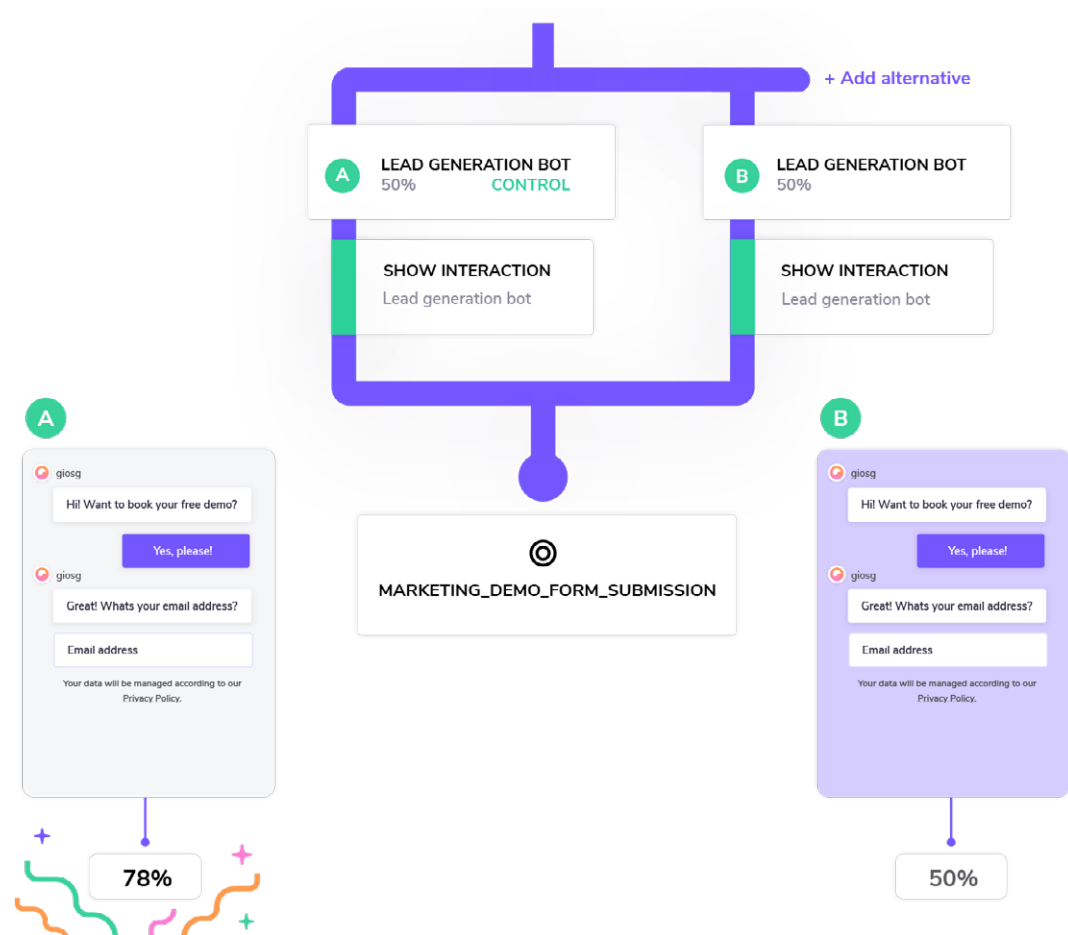 + Add alternative
A
LEAD GENERATION BOT
50% CONTROL
B
LEAD GENERATION BOT
50%
SHOW INTERACTION
Lead generation bot
SHOW INTERACTION
Lead generation bot
MARKETING_DEMO_FORM_SUBMISSION
A
giosg
Hi! Want to book your free demo?
Yes, please!
giosg
Great! Whats your email address?
Email address
Your data will be managed according to our
Privacy Policy.
78%
B
giosg
Hi! Want to book your free demo?
Yes, please!
giosg
Great! Whats your email address?
Email address
Your data will be managed according to our
Privacy Policy.
50%